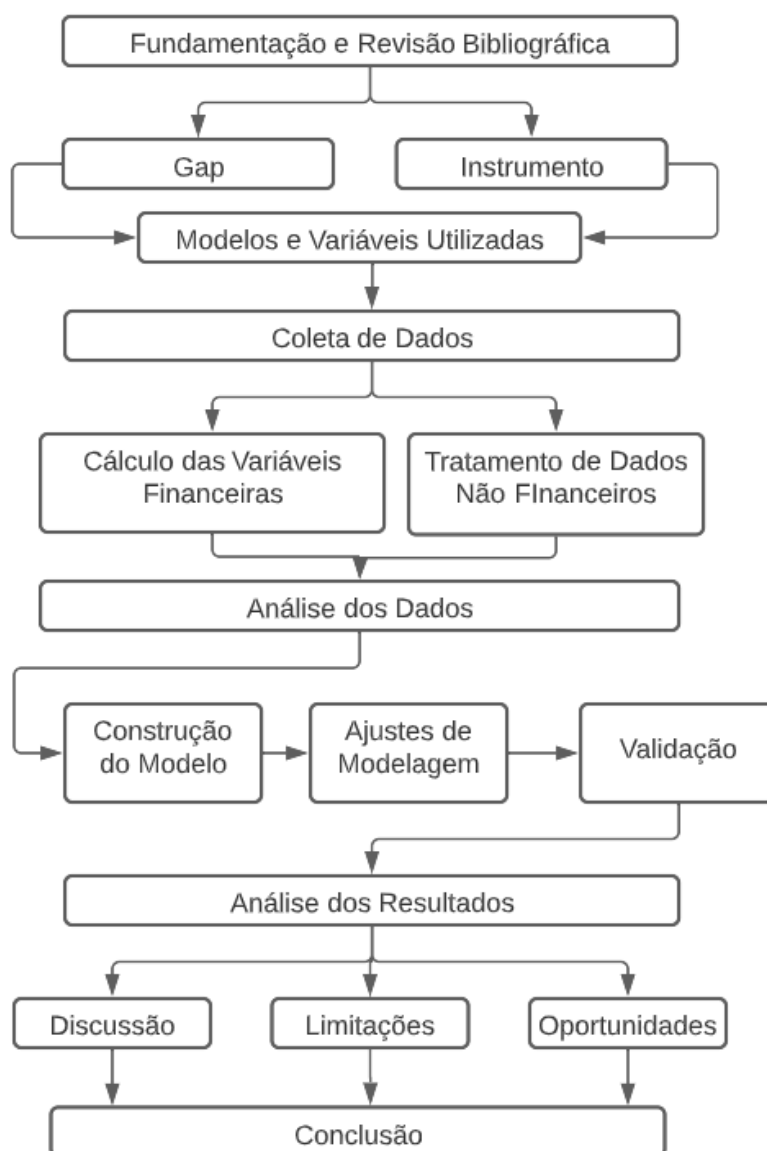 Fundamentação e Revisão Bibliográfica
Gap
Instrumento
Modelos e Variáveis Utilizadas
Coleta de Dados
Cálculo das Variáveis
Financeiras
Tratamento de Dados
Não FInanceiros
Análise dos Dados
Construção
do Modelo
Ajustes de
Modelagem
Validação
Análise dos Resultados
Discussão
Limitações
Oportunidades
Conclusão